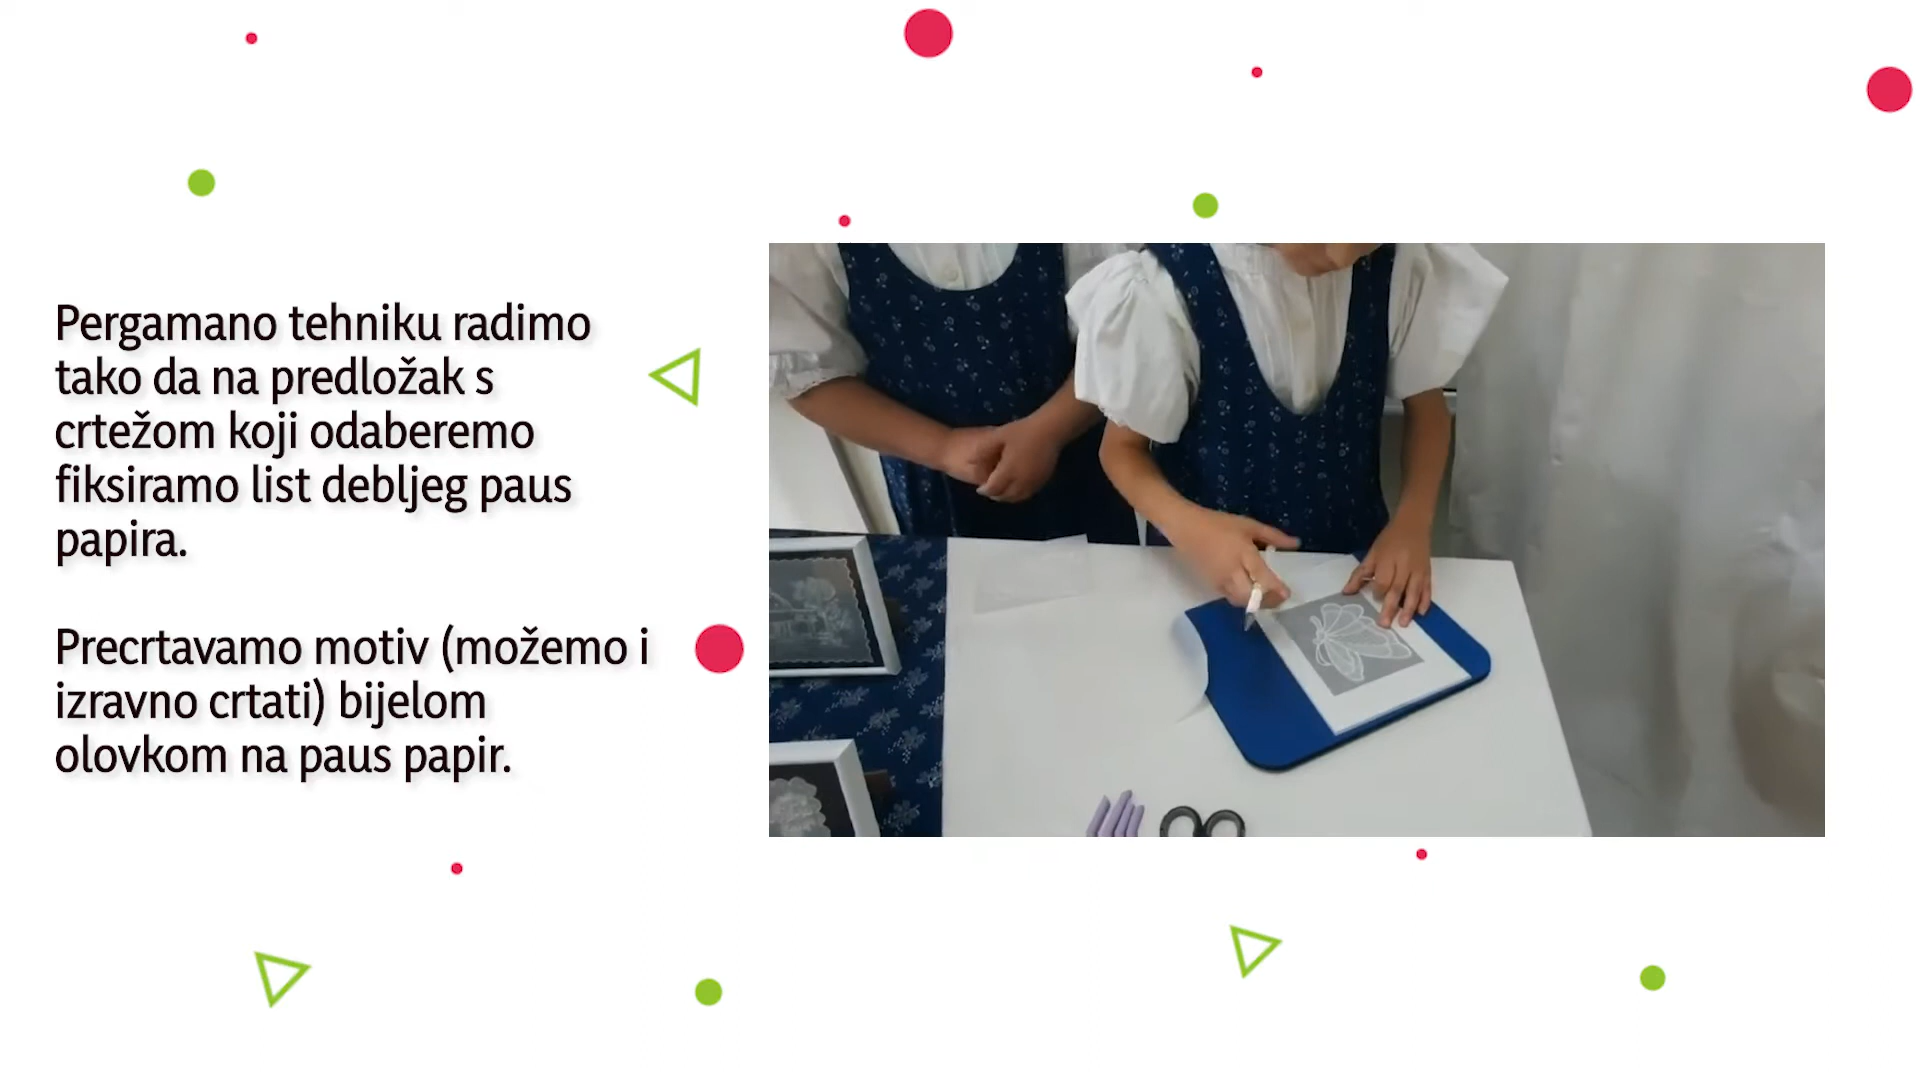 Pergamano tehniku radimo
tako da na predložak s
crtežom koji odaberemo
fiksiramo list debljeg paus
papira.
Precrtavamo motiv (možemo i
izravno crtati) bijelom
olovkom na paus papir.